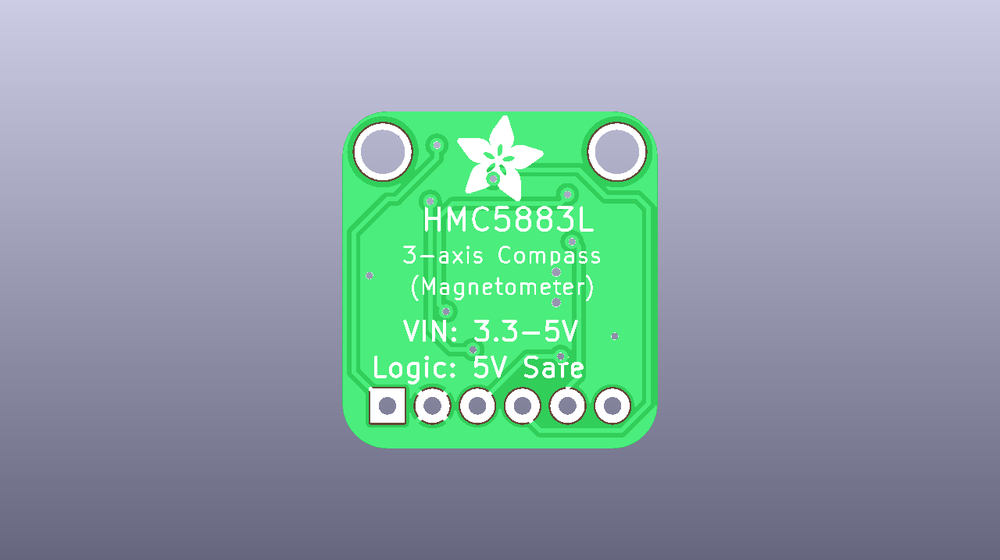 HMC5883L
3-axis Compass
(Magnetometer)
VIN: 3.3-5V
Logic: 5V Safe